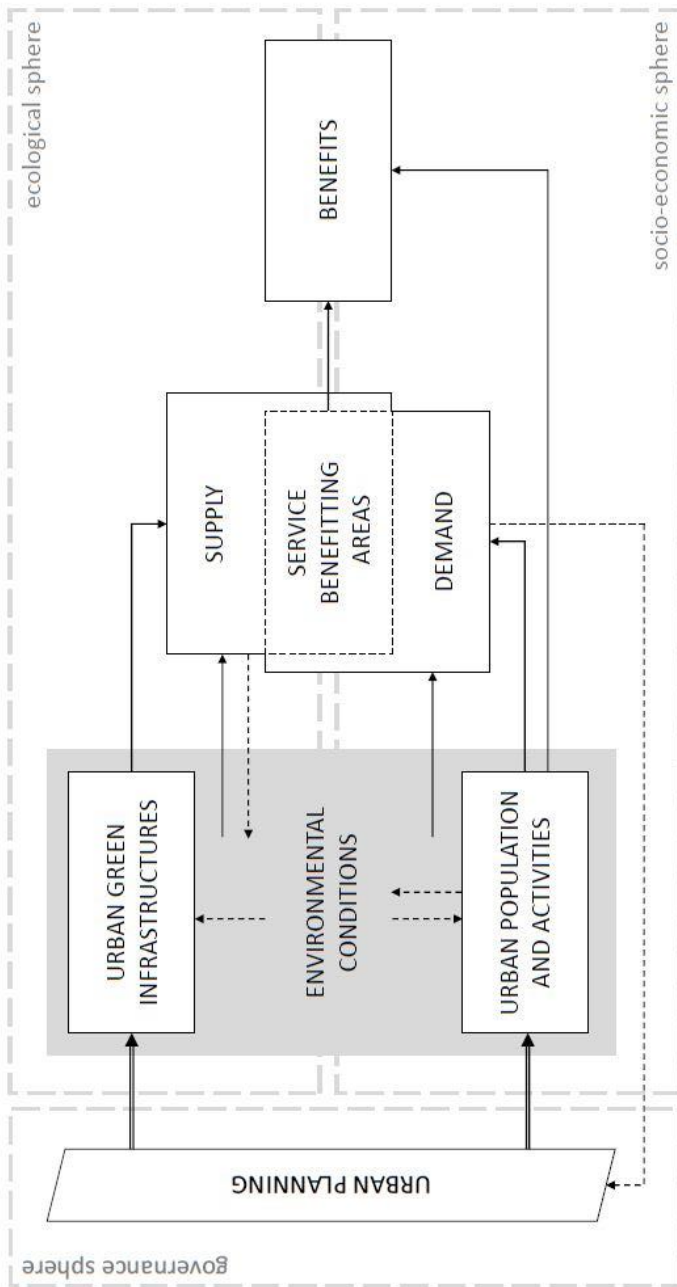 governance sphere
URBAN PLANNING
ecological sphere
URBAN GREEN
INFRASTRUCTURES
ENVIRONMENTAL
CONDITIONS
URBAN POPULATION
AND ACTIVITIES
SUPPLY
SERVICE
BENEFITTING
AREAS
DEMAND
BENEFITS
socio-economic sphere